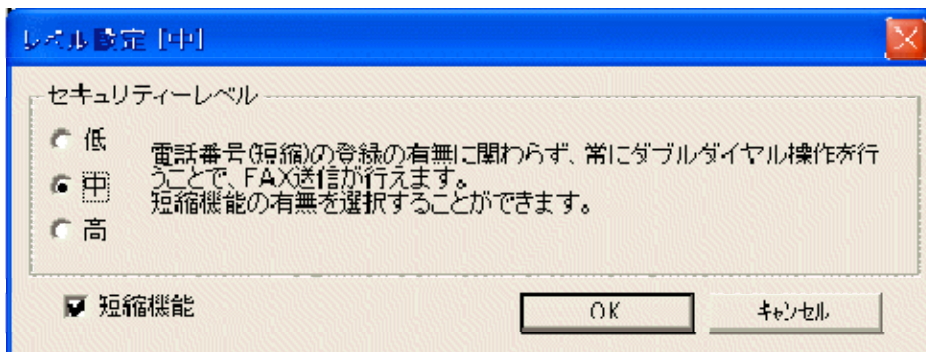 レベル設定 [中]
セキュリティーレベル
低
電話番号(短縮)の登録の有無に関わらず、常にダブルダイヤル操作を行
中
うことで、FAX送信が行えます。
短縮機能の有無を選択することができます。
高
短縮機能
OK
キャンセル